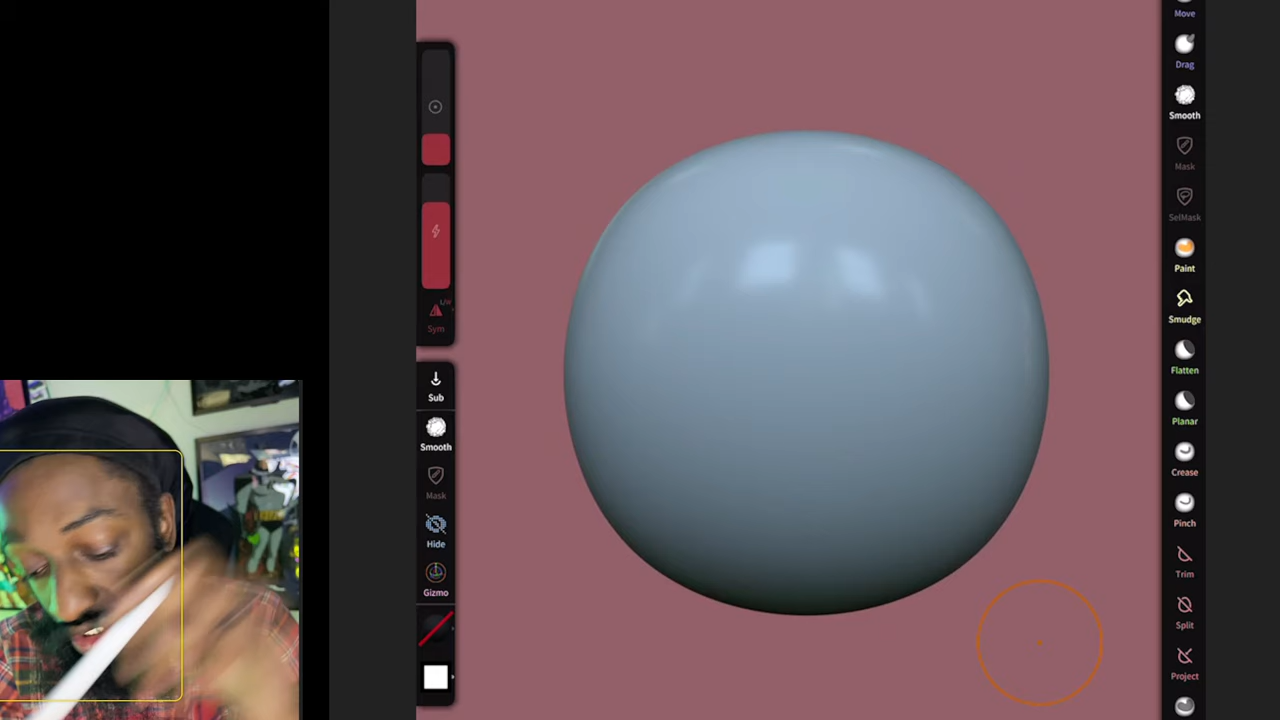 Sym
Sub
Smooth
Mask
Hide
Gizmo
Move
Drag
Smooth
Mask
SelMask
Paint
Smudge
Flatten
Planar
Crease
Pinch
Trim
Split
Project